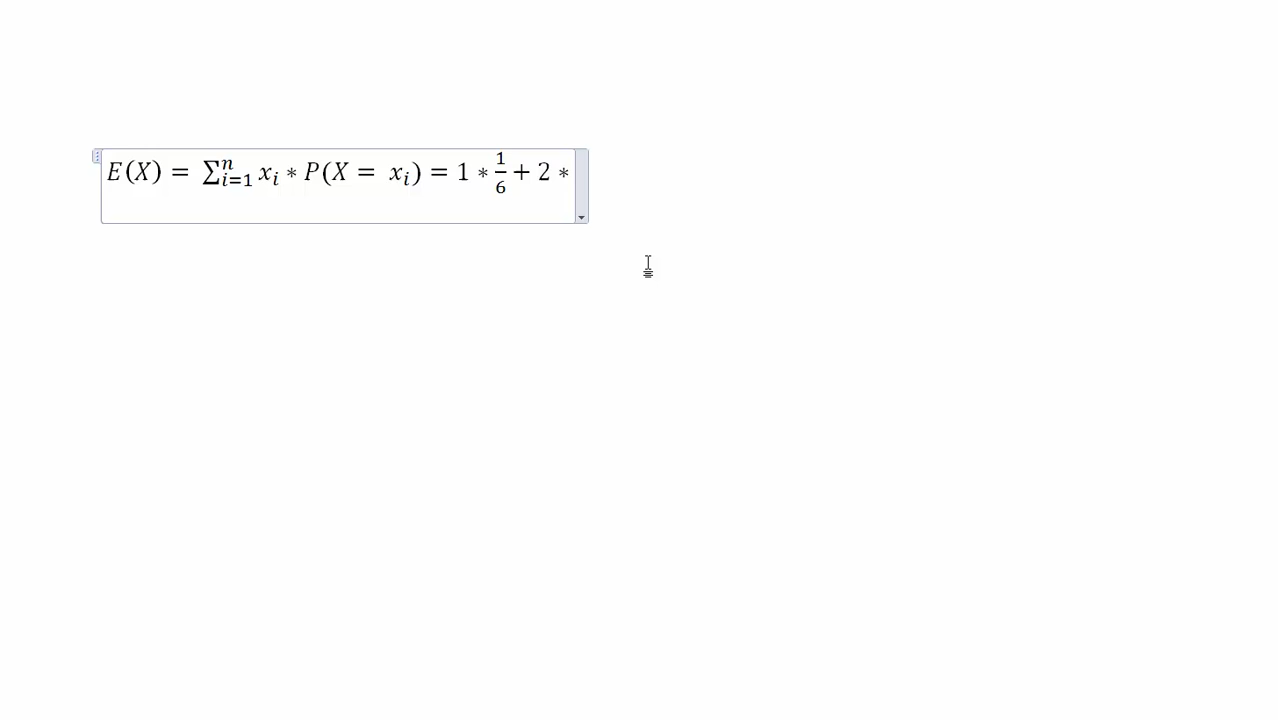 E(X) = ∑ⁿᵢ₌₁ xᵢ * P(X = xᵢ) = 1 * 1/6 + 2 *